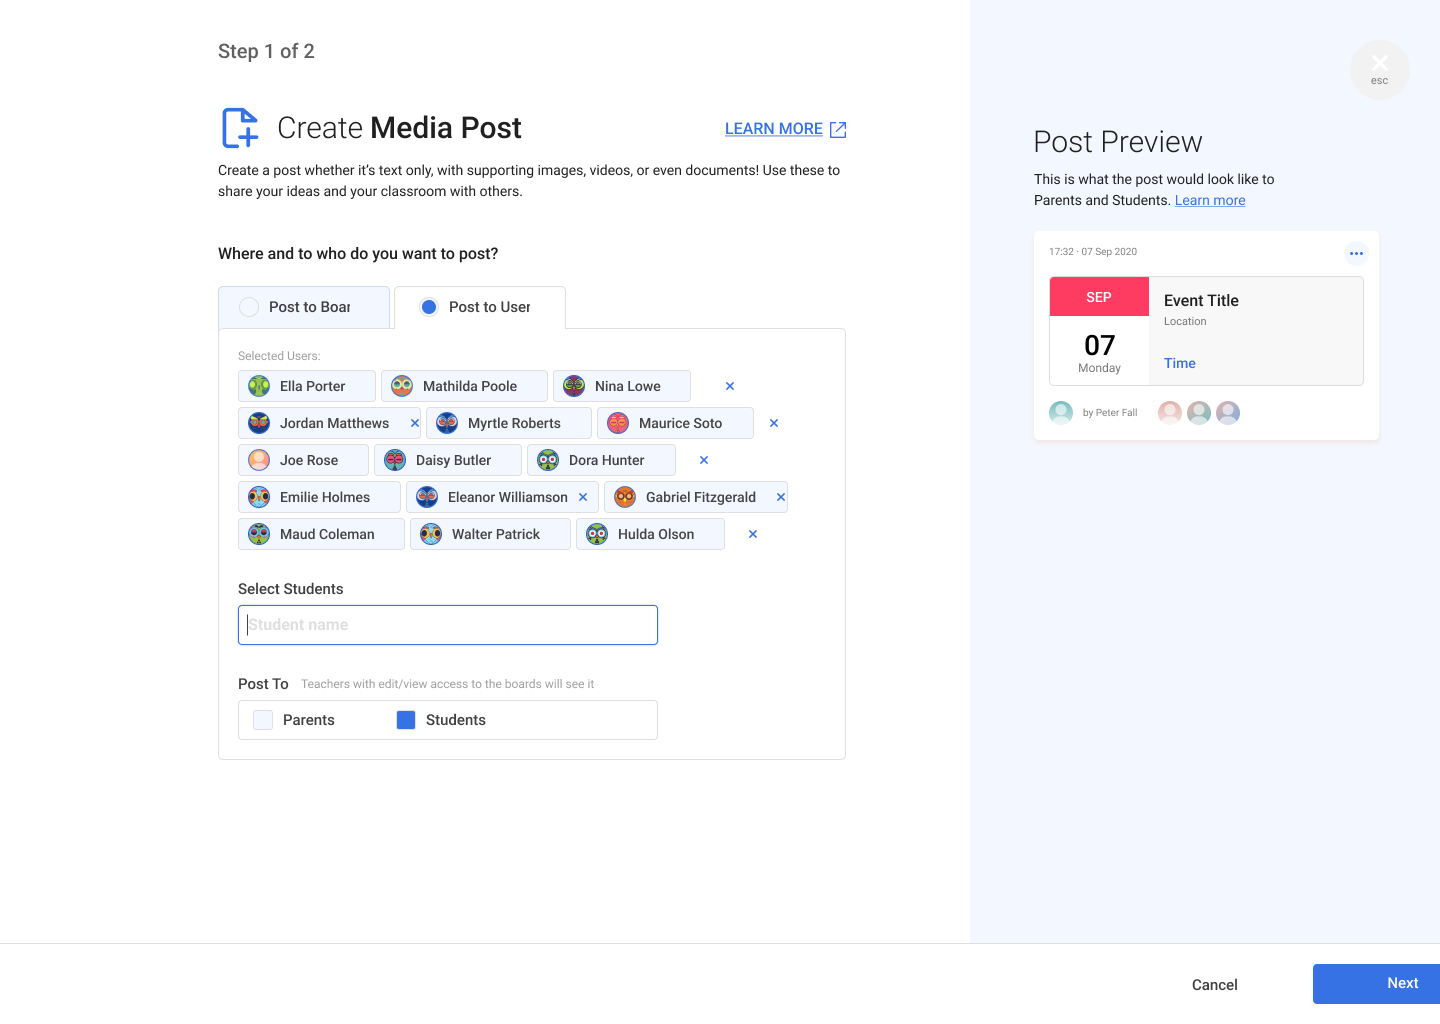 Step 1 of 2
esc
Create Media Post
LEARN MORE
Create a post whether it's text only, with supporting images, videos, or even documents! Use these to
share your ideas and your classroom with others.
Where and to who do you want to post?
Post to Boar
Post to User
Selected Users:
Ella Porter
Mathilda Poole
Nina Lowe
Jordan Matthews
Myrtle Roberts
Maurice Soto
Joe Rose
Daisy Butler
Dora Hunter
Emilie Holmes
Eleanor Williamson
Gabriel Fitzgerald
Maud Coleman
Walter Patrick
Hulda Olson
Select Students
Student name
Post To
Teachers with edit/view access to the boards will see it
Parents
Students
Post Preview
This is what the post would look like to
Parents and Students. Learn more
17:32 - 07 Sep 2020
SEP
07
Monday
Event Title
Location
Time
by Peter Fall
Cancel
Next